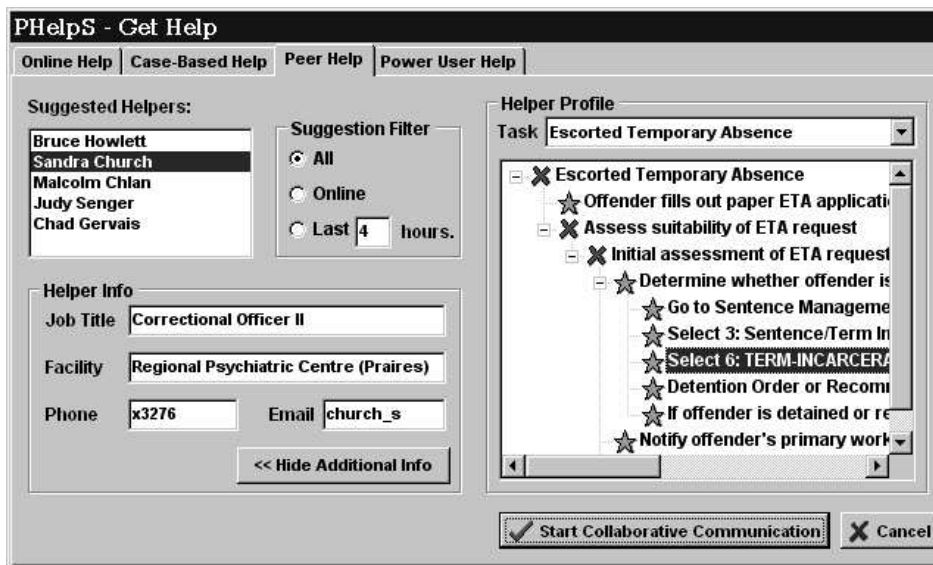 PHelpS - Get Help
Online Help Case-Based Help Peer Help Power User Help
Suggested Helpers:
Bruce Howlett
Sandra Church
Malcolm Chlan
Judy Senger
Chad Gervais
Suggestion Filter
All
Online
Last 4 hours.
Helper Info
Job Title Correctional Officer II
Facility Regional Psychiatric Centre (Praires)
Phone x3276 Email church_s
<< Hide Additional Info
Helper Profile
Task Escorted Temporary Absence
Escorted Temporary Absence
Offender fills out paper ETA applicati
Assess suitability of ETA request
Initial assessment of ETA request
Determine whether offender is
Go to Sentence Manageme
Select 3: Sentence/Term In
Select 6: TERM-INCARCERA
Detention Order or Recom
If offender is detained or re
Notify offender's primary work
Start Collaborative Communication Cancel